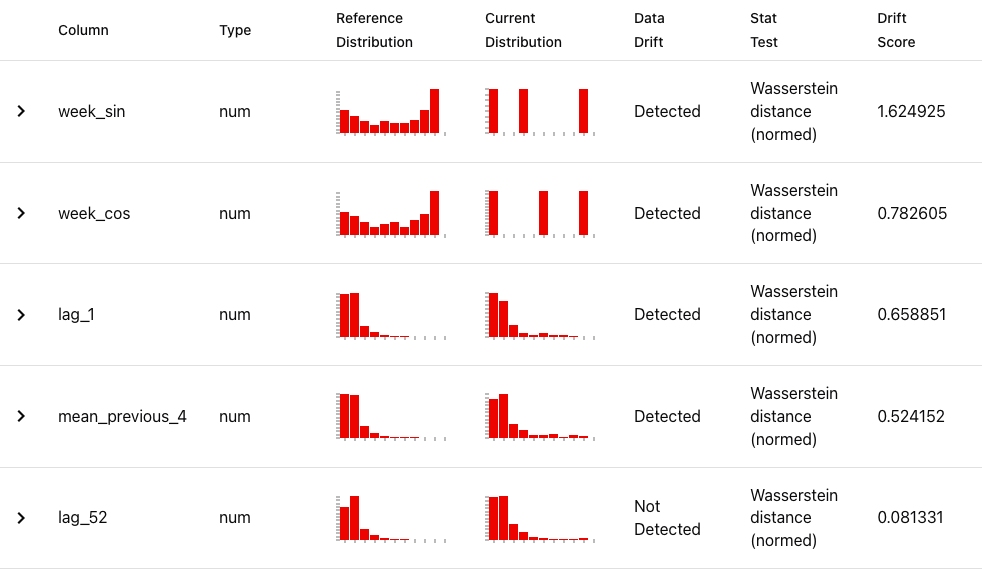 Column
Type
Reference
Distribution
Current
Distribution
Data
Drift
Stat
Test
Drift
Score
week_sin
num
Detected
Wasserstein
distance
(normed)
1.624925
week_cos
num
Detected
Wasserstein
distance
(normed)
0.782605
lag_1
num
Detected
Wasserstein
distance
(normed)
0.658851
mean_previous_4
num
Detected
Wasserstein
distance
(normed)
0.524152
lag_52
num
Not
Detected
Wasserstein
distance
(normed)
0.081331